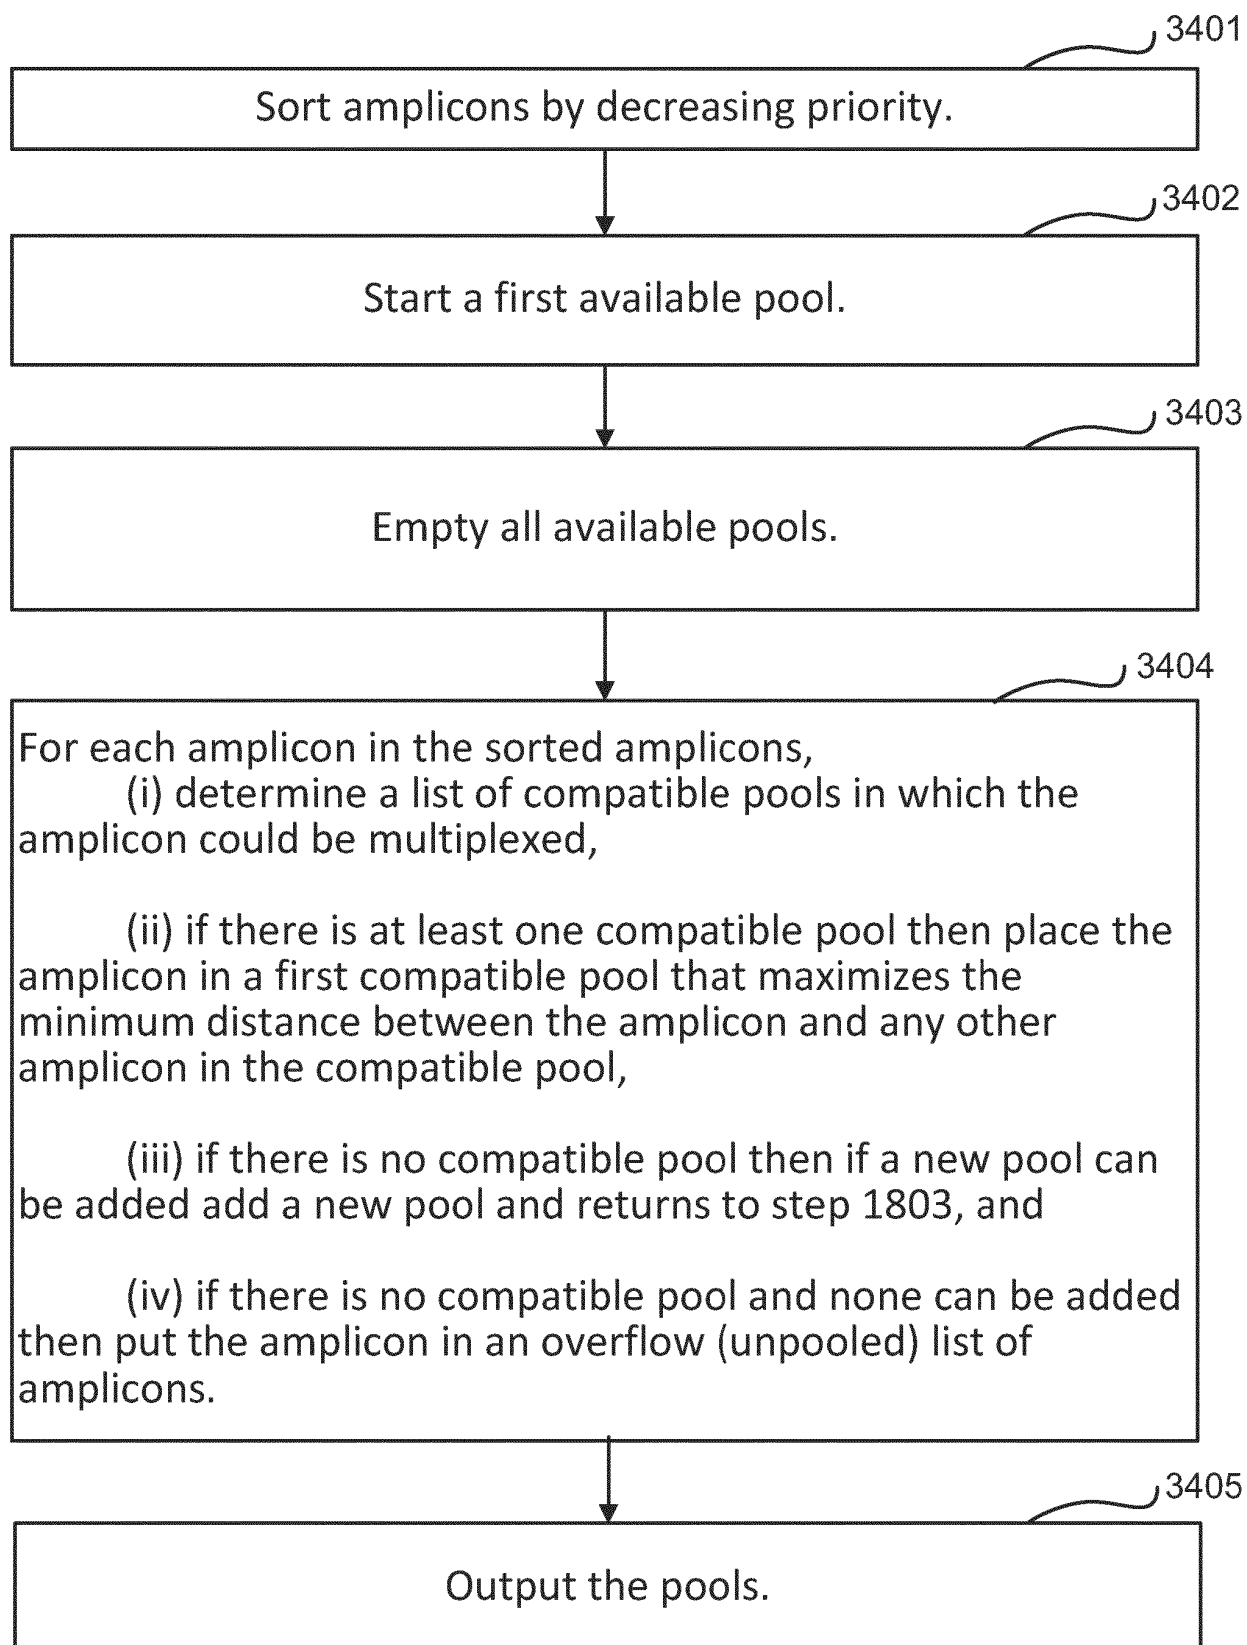 3401
Sort amplicons by decreasing priority.
3402
Start a first available pool.
3403
Empty all available pools.
3404
For each amplicon in the sorted amplicons,
(i) determine a list of compatible pools in which the
amplicon could be multiplexed,
(ii) if there is at least one compatible pool then place the
amplicon in a first compatible pool that maximizes the
minimum distance between the amplicon and any other
amplicon in the compatible pool,
(iii) if there is no compatible pool then if a new pool can
be added add a new pool and returns to step 1803, and
(iv) if there is no compatible pool and none can be added
then put the amplicon in an overflow (unpooled) list of
amplicons.
3405
Output the pools.